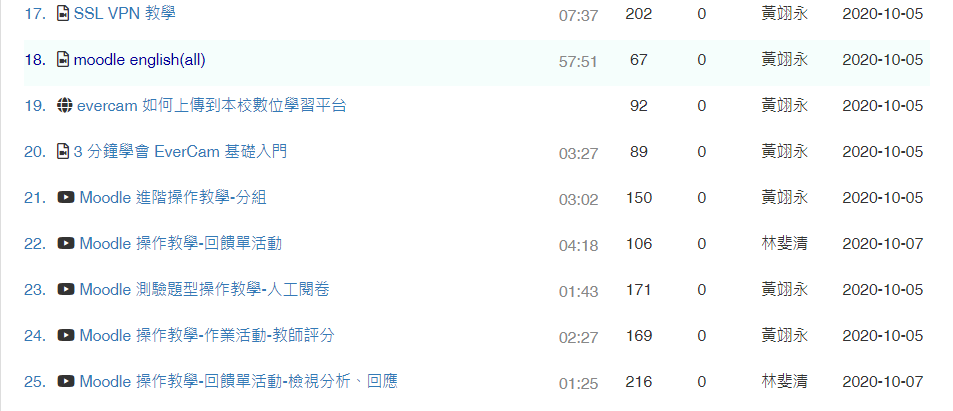 17. SSL VPN 教學 07:37 202 0 黃翊永 2020-10-05
18. moodle english(all) 57:51 67 0 黃翊永 2020-10-05
19. evercam 如何上傳到本校數位學習平台 92 0 黃翊永 2020-10-05
20. 3 分鐘學會 EverCam 基礎入門 03:27 89 0 黃翊永 2020-10-05
21. Moodle 進階操作教學-分組 03:02 150 0 黃翊永 2020-10-05
22. Moodle 操作教學-回饋單活動 04:18 106 0 林斐清 2020-10-07
23. Moodle 測驗題型操作教學-人工閱卷 01:43 171 0 黃翊永 2020-10-05
24. Moodle 操作教學-作業活動-教師評分 02:27 169 0 黃翊永 2020-10-05
25. Moodle 操作教學-回饋單活動-檢視分析、回應 01:25 216 0 林斐清 2020-10-07